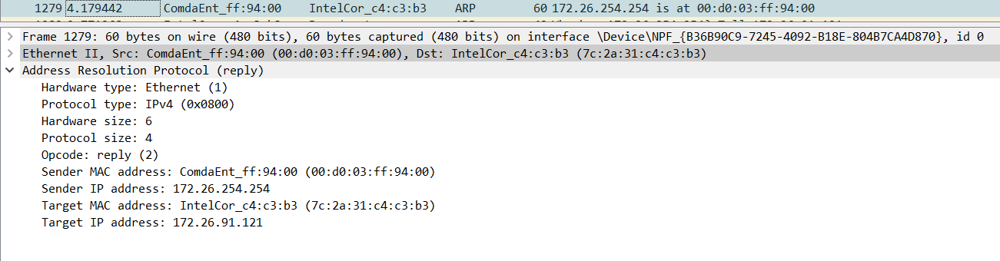 1279 4.179442 ComdaEnt_ff:94:00 IntelCor_c4:c3:b3 ARP 60 172.26.254.254 is at 00:d0:03:ff:94:00
Frame 1279: 60 bytes on wire (480 bits), 60 bytes captured (480 bits) on interface \Device\NPF_{B36B90C9-7245-4092-B18E-804B7CA4D870}, id 0
Ethernet II, Src: ComdaEnt_ff:94:00 (00:d0:03:ff:94:00), Dst: IntelCor_c4:c3:b3 (7c:2a:31:c4:c3:b3)
Address Resolution Protocol (reply)
Hardware type: Ethernet (1)
Protocol type: IPv4 (0x0800)
Hardware size: 6
Protocol size: 4
Opcode: reply (2)
Sender MAC address: ComdaEnt_ff:94:00 (00:d0:03:ff:94:00)
Sender IP address: 172.26.254.254
Target MAC address: IntelCor_c4:c3:b3 (7c:2a:31:c4:c3:b3)
Target IP address: 172.26.91.121